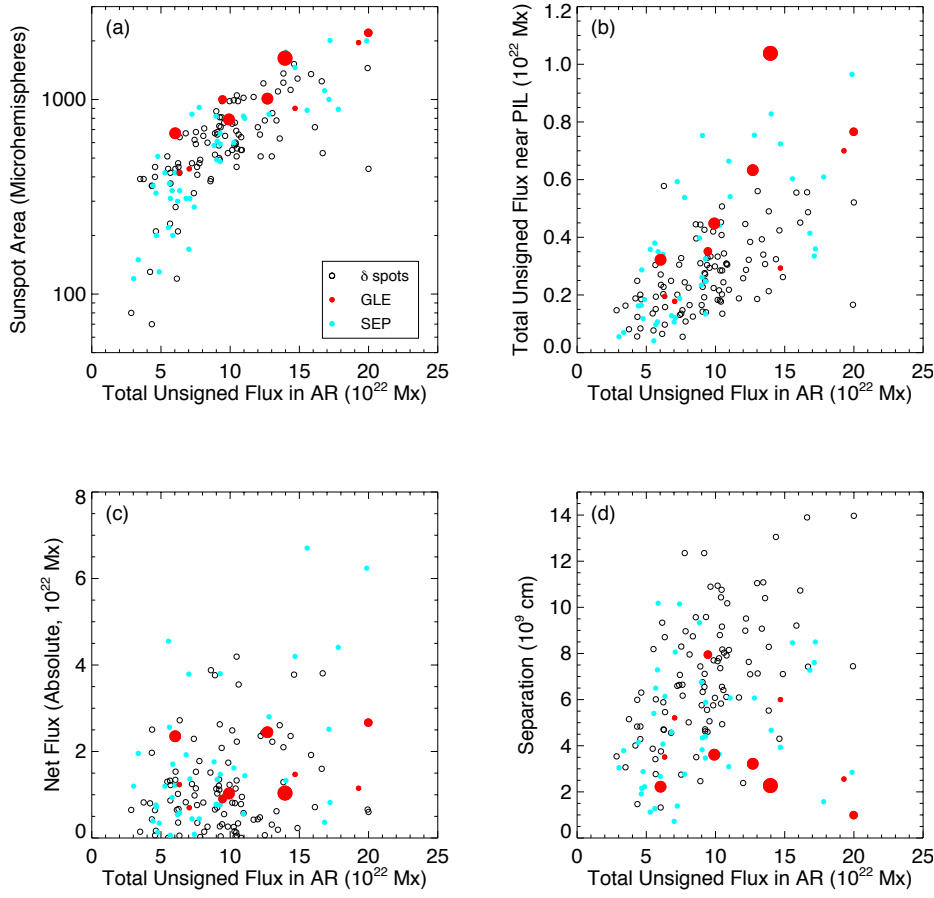 (a)
Sunspot Area (Microhemispheres)
1000
100
0 5 10 15 20 25
Total Unsigned Flux in AR (10²² Mx)
δ spots
GLE
SEP
(b)
Total Unsigned Flux near PIL (10²² Mx)
1.0
0.8
0.6
0.4
0.2
0.0
0 5 10 15 20 25
Total Unsigned Flux in AR (10²² Mx)
(c)
Net Flux (Absolute, 10²² Mx)
8
6
4
2
0
0 5 10 15 20 25
Total Unsigned Flux in AR (10²² Mx)
(d)
Separation (10⁹ cm)
14
12
10
8
6
4
2
0
0 5 10 15 20 25
Total Unsigned Flux in AR (10²² Mx)